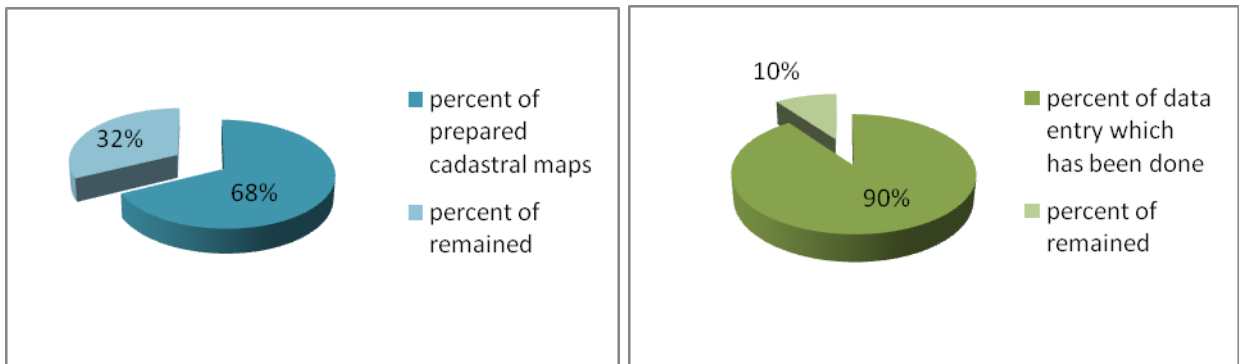 32%
68%
percent of
prepared
cadastral maps
percent of
remained
10%
90%
percent of data
entry which
has been done
percent of
remained